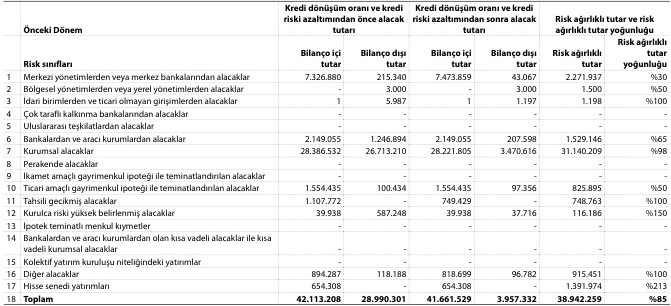 Önceki Dönem | Kredi dönüşüm oranı ve kredi riski azaltımından önce alacak tutarı | Kredi dönüşüm oranı ve kredi riski azaltımından sonra alacak tutarı | Risk ağırlıklı tutar ve risk ağırlıklı tutar yoğunluğu
Risk sınıfları | Bilanço içi tutar | Bilanço dışı tutar | Bilanço içi tutar | Bilanço dışı tutar | Risk ağırlıklı tutar | Risk ağırlıklı tutar yoğunluğu
1 Merkezi yönetimlerden veya merkez bankalarından alacaklar 7.326.880 215.340 7.473.859 43.067 2.271.937 %30
2 Bölgesel yönetimlerden veya yerel yönetimlerden alacaklar - 3.000 - 3.000 1.500 %50
3 İdari birimlerden ve ticari olmayan girişimlerden alacaklar 1 5.987 1 1.197 1.198 %100
4 Çok taraflı kalkınma bankalarından alacaklar - - - - - -
5 Uluslararası teşkilatlardan alacaklar - - - - - -
6 Bankalardan ve aracı kurumlardan alacaklar 2.149.055 1.246.894 2.149.055 207.598 1.529.146 %65
7 Kurumsal alacaklar 28.386.532 26.713.210 28.221.805 3.470.616 31.140.209 %98
8 Perakende alacaklar - - - - - -
9 İkamet amaçlı gayrimenkul ipoteği ile teminatlandırılan alacaklar - - - - - -
10 Ticari amaçlı gayrimenkul ipoteği ile teminatlandırılan alacaklar 1.554.435 100.434 1.554.435 97.356 825.895 %50
11 Tahsili gecikmiş alacaklar 1.107.772 - 749.429 - 748.763 %100
12 Kurulca riski yüksek belirlenmiş alacaklar 39.938 587.248 39.938 37.716 116.186 %150
13 İpotek teminatlı menkul kıymetler - - - - - -
14 Bankalardan ve aracı kurumlardan olan kısa vadeli alacaklar ile kısa
vadeli kurumsal alacaklar - - - - - -
15 Kolektif yatırım kuruluşu niteliğindeki yatırımlar - - - - - -
16 Diğer alacaklar 894.287 118.188 818.699 96.782 915.451 %100
17 Hisse senedi yatırımları 654.308 - 654.308 - 1.391.974 %213
18 Toplam 42.113.208 28.990.301 41.661.529 3.957.332 38.942.259 %85